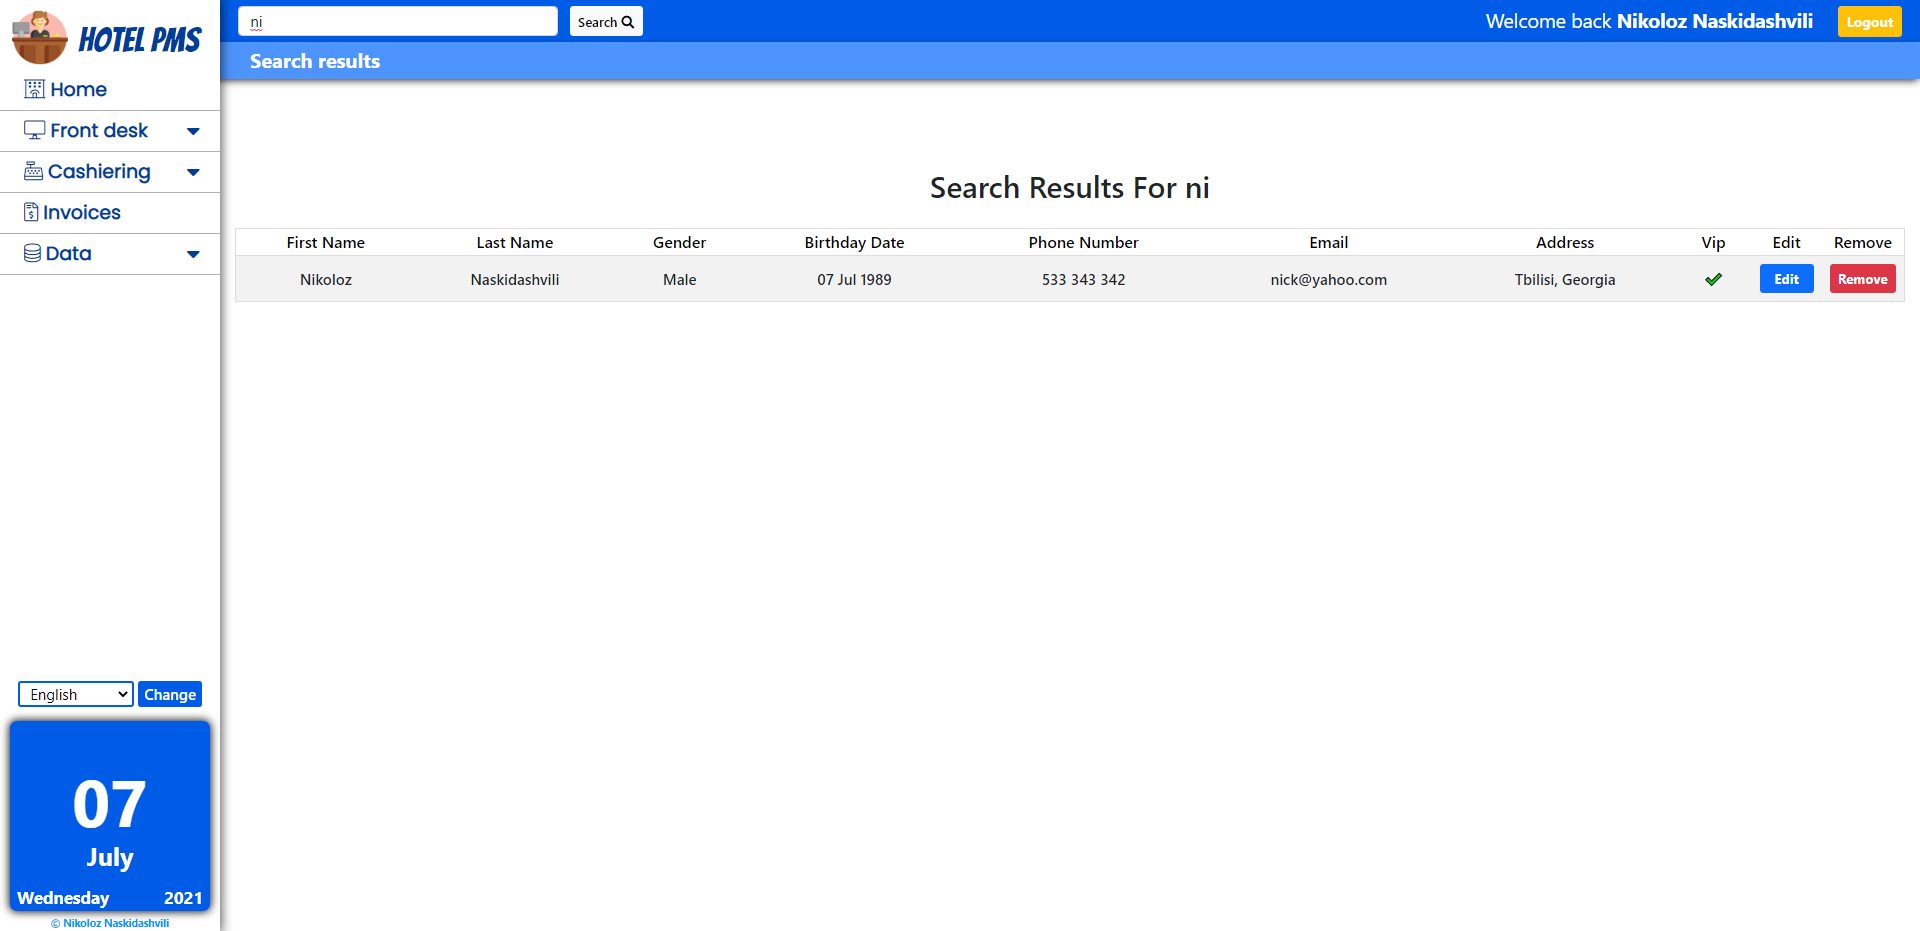 HOTEL PMS
Home
Front desk
Cashiering
Invoices
Data
English
Change
07
July
Wednesday 2021
© Nikoloz Naskidashvili
ni
Search
Welcome back Nikoloz Naskidashvili
Logout
Search results
Search Results For ni
First Name Last Name Gender Birthday Date Phone Number Email Address Vip Edit Remove
Nikoloz Naskidashvili Male 07 Jul 1989 533 343 342 nick@yahoo.com Tbilisi, Georgia Edit Remove